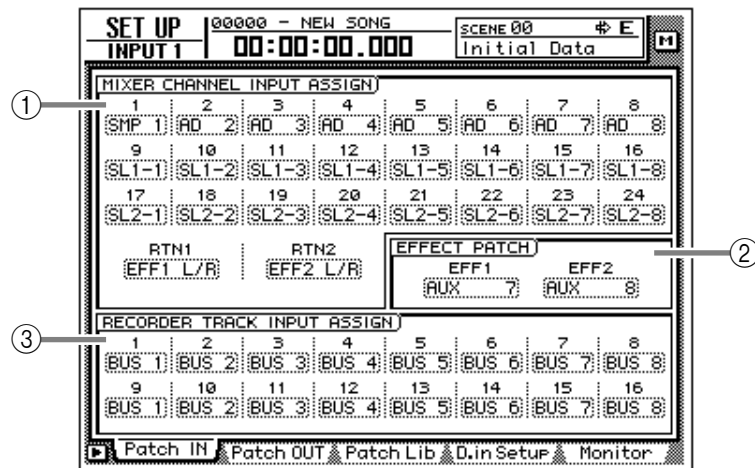 SET UP
INPUT 1
00000 - NEW SONG
00:00:00.000
SCENE 00 E
Initial Data
M
MIXER CHANNEL INPUT ASSIGN
1 2 3 4 5 6 7 8
SMP 1 AD 2 AD 3 AD 4 AD 5 AD 6 AD 7 AD 8
9 10 11 12 13 14 15 16
SL1-1 SL1-2 SL1-3 SL1-4 SL1-5 SL1-6 SL1-7 SL1-8
17 18 19 20 21 22 23 24
SL2-1 SL2-2 SL2-3 SL2-4 SL2-5 SL2-6 SL2-7 SL2-8
RTN1 RTN2
EFF1 L/R EFF2 L/R
EFFECT PATCH
EFF1 EFF2
AUX 7 AUX 8
RECORDER TRACK INPUT ASSIGN
1 2 3 4 5 6 7 8
BUS 1 BUS 2 BUS 3 BUS 4 BUS 5 BUS 6 BUS 7 BUS 8
9 10 11 12 13 14 15 16
BUS 1 BUS 2 BUS 3 BUS 4 BUS 5 BUS 6 BUS 7 BUS 8
Patch IN Patch OUT Patch Lib D.in Setup Monitor
①
②
③